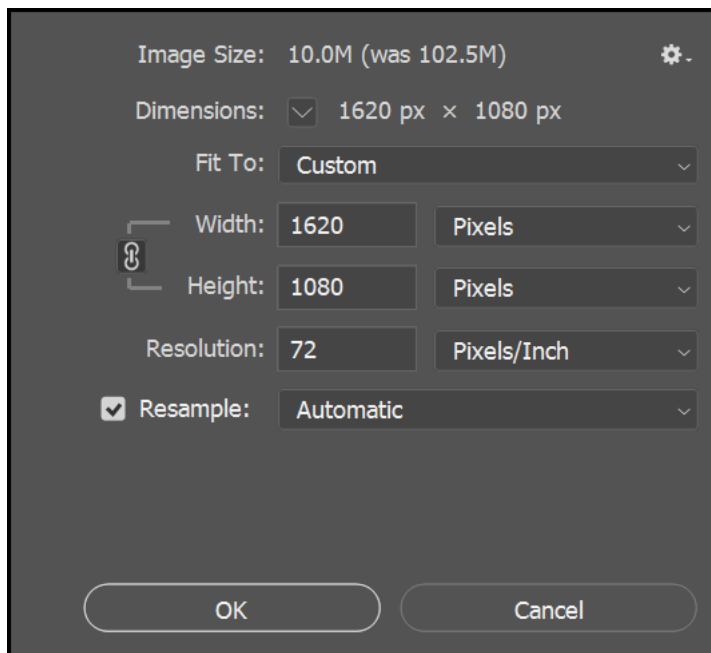 Image Size: 10.0M (was 102.5M)
Dimensions: 1620 px × 1080 px
Fit To: Custom
Width: 1620 Pixels
Height: 1080 Pixels
Resolution: 72 Pixels/Inch
Resample: Automatic
OK Cancel